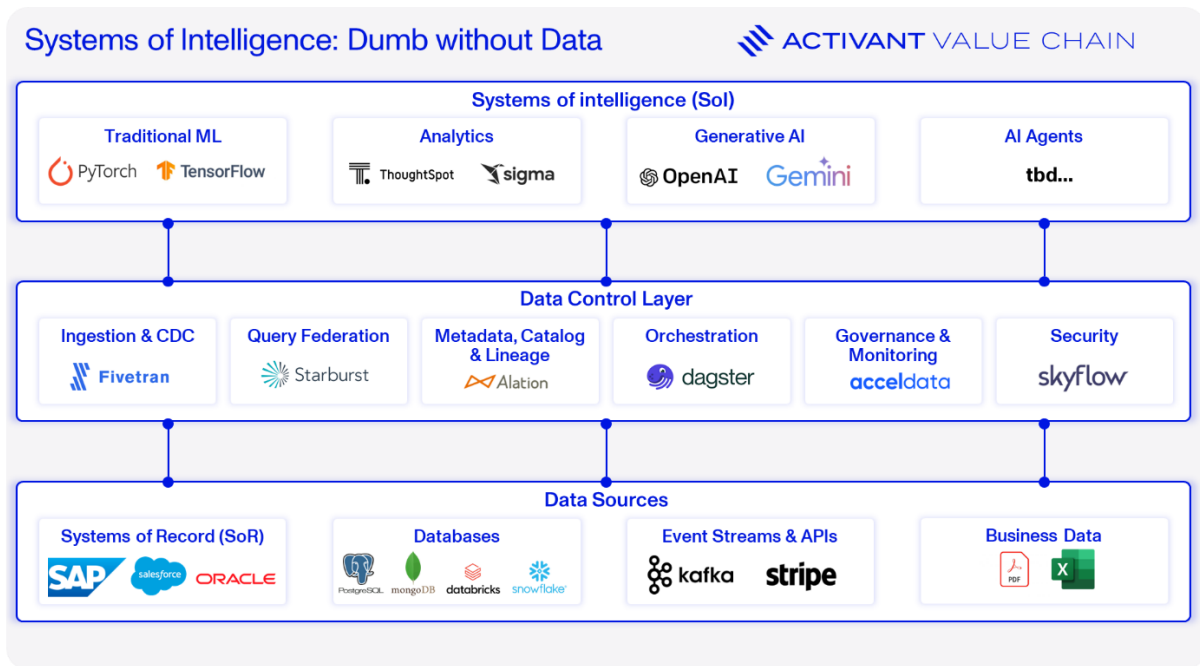 Systems of Intelligence: Dumb without Data
ACTIVANT VALUE CHAIN
Systems of intelligence (SoI)
Traditional ML
PyTorch
TensorFlow
Analytics
ThoughtSpot
sigma
Generative AI
OpenAI
Gemini
AI Agents
tbd...
Data Control Layer
Ingestion & CDC
Fivetran
Query Federation
Starburst
Metadata, Catalog
& Lineage
Alation
Orchestration
dagster
Governance &
Monitoring
acceldata
Security
skyflow
Data Sources
Systems of Record (SoR)
SAP
salesforce
ORACLE
Databases
PostgreSQL
mongoDB
databricks
snowflake
Event Streams & APIs
kafka
stripe
Business Data
PDF
X